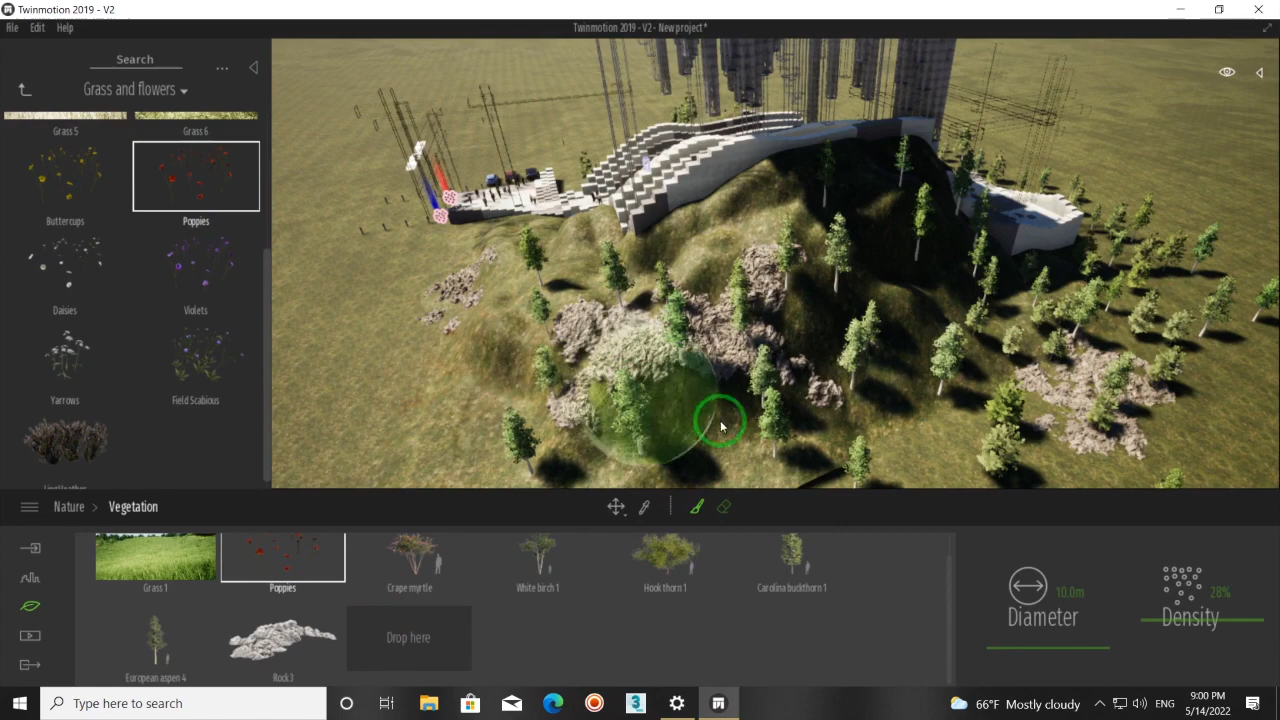 Twinmotion 2019 - V2
File Edit Help
Twinmotion 2019 - V2 - New project*
Search
...
Grass and flowers
Grass 5 Grass 6
Buttercups Poppies
Daisies Violets
Yarrows Field Scabious
Nature > Vegetation
Grass 1 Poppies Crape myrtle White birch 1 Hook thorn 1 Carolina buckthorn 1
10.0m 28%
Diameter Density
Drop here
European aspen 4 Rock 3
Type here to search
66°F Mostly cloudy ENG
9:00 PM
5/14/2022